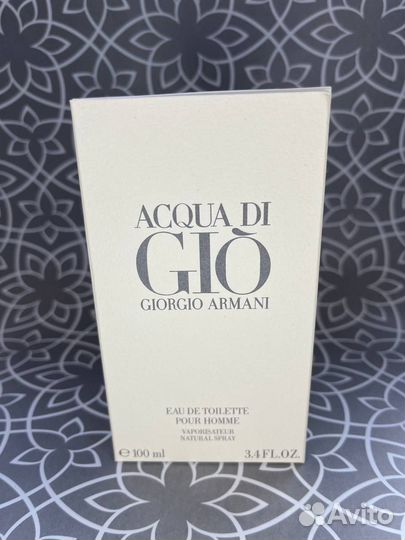 ACQUA DI
GIÒ
GIORGIO ARMANI
EAU DE TOILETTE
POUR HOMME
VAPORISATEUR
NATURAL SPRAY
℮ 100 ml 3.4 FL.OZ.
Avito